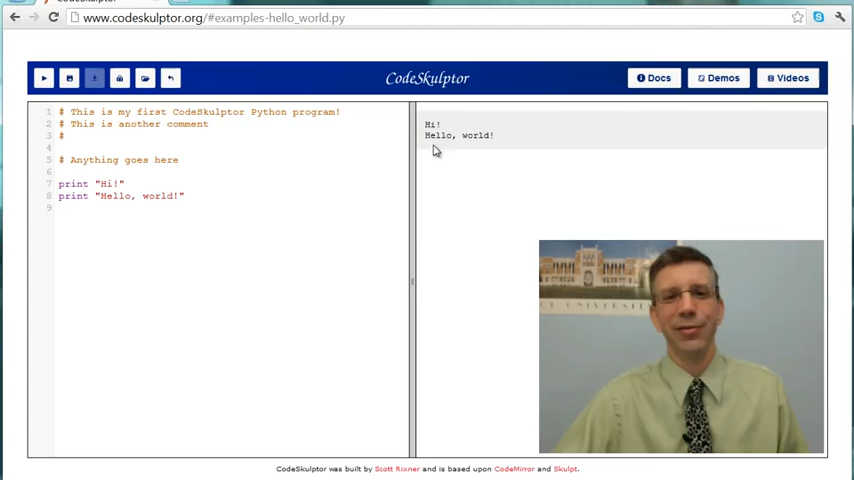 www.codeskulptor.org/#examples-hello_world.py
CodeSkulptor
Docs
Demos
Videos
1 # This is my first CodeSkulptor Python program!
2 # This is another comment
3 #
4
5 # Anything goes here
6
7 print "Hi!"
8 print "Hello, world!"
9
Hi!
Hello, world!
CodeSkulptor was built by Scott Rixner and is based upon CodeMirror and Skulpt.